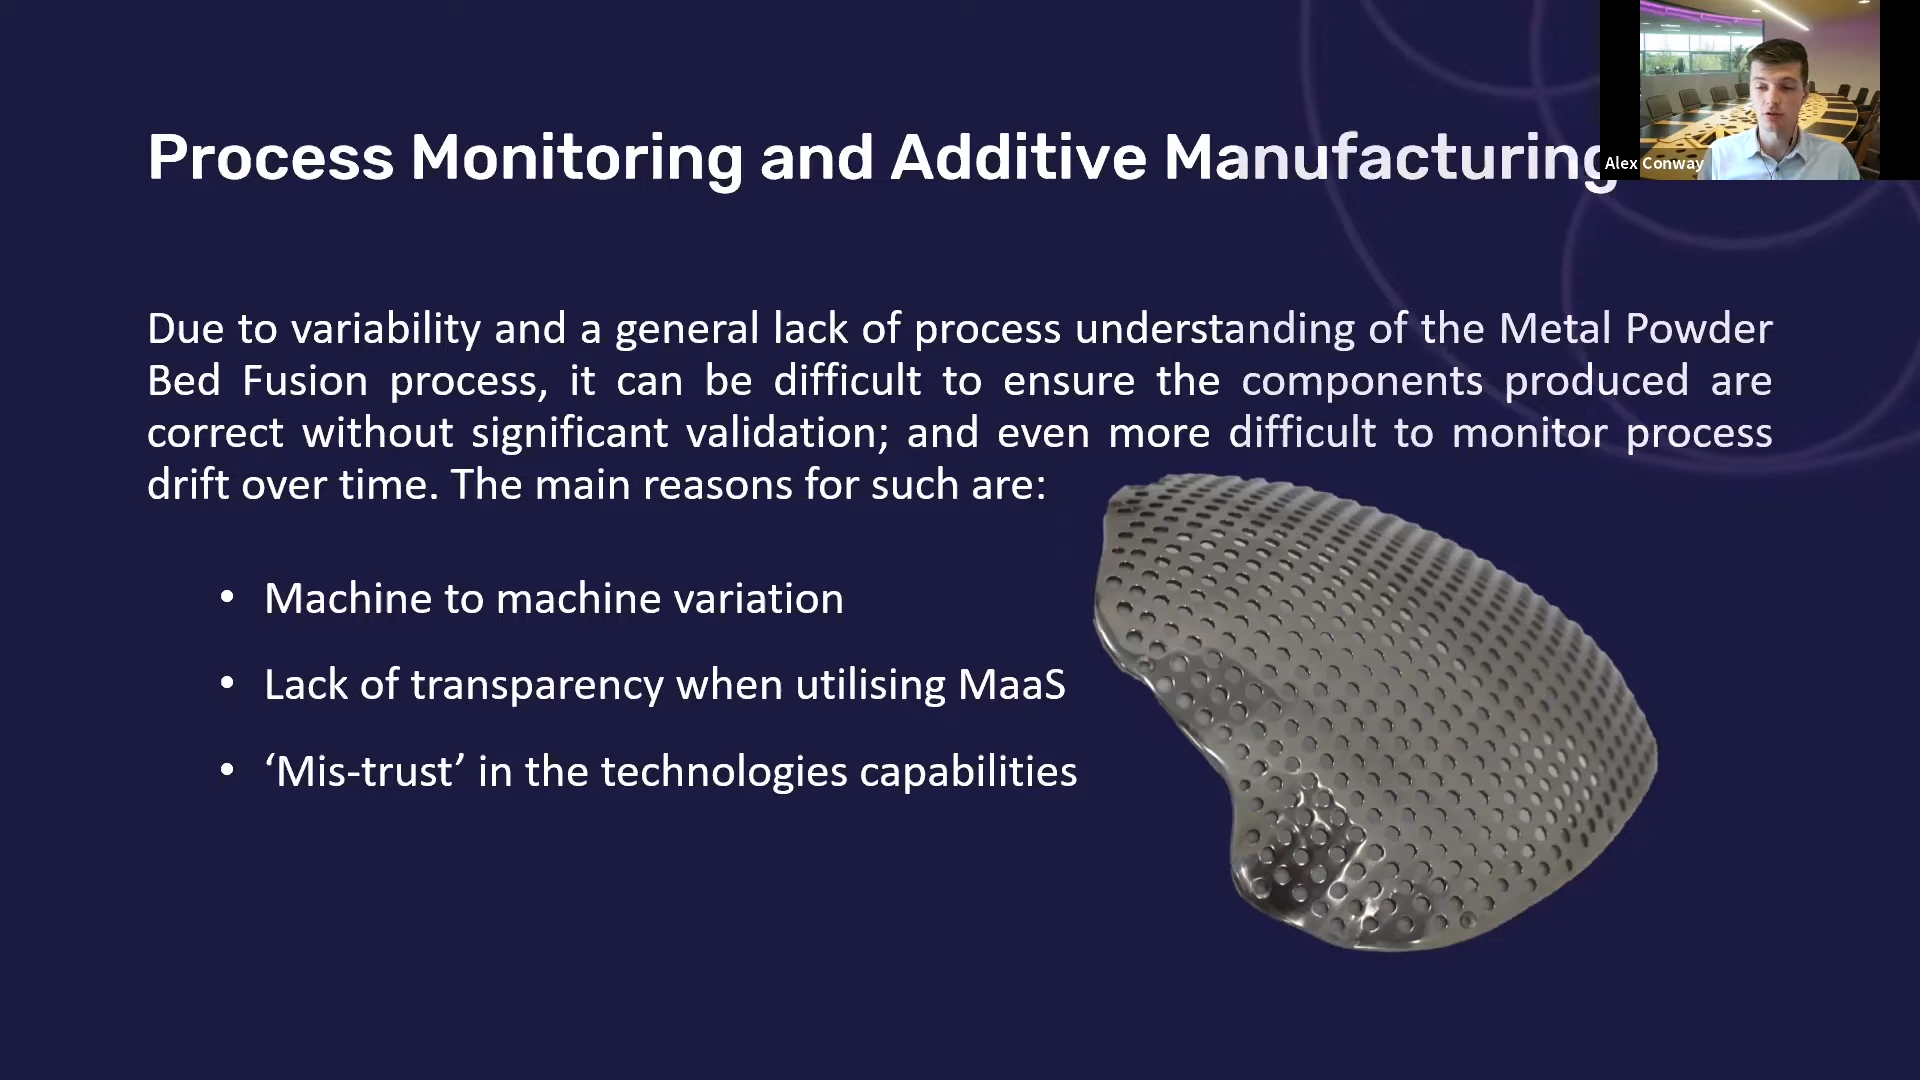 Process Monitoring and Additive Manufacturing
Alex Conway
Due to variability and a general lack of process understanding of the Metal Powder
Bed Fusion process, it can be difficult to ensure the components produced are
correct without significant validation; and even more difficult to monitor process
drift over time. The main reasons for such are:
• Machine to machine variation
• Lack of transparency when utilising MaaS
• ‘Mis-trust’ in the technologies capabilities